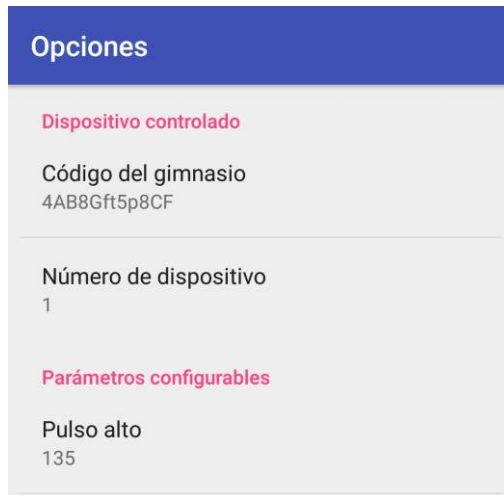 Opciones
Dispositivo controlado
Código del gimnasio
4AB8Gft5p8CF
Número de dispositivo
1
Parámetros configurables
Pulso alto
135